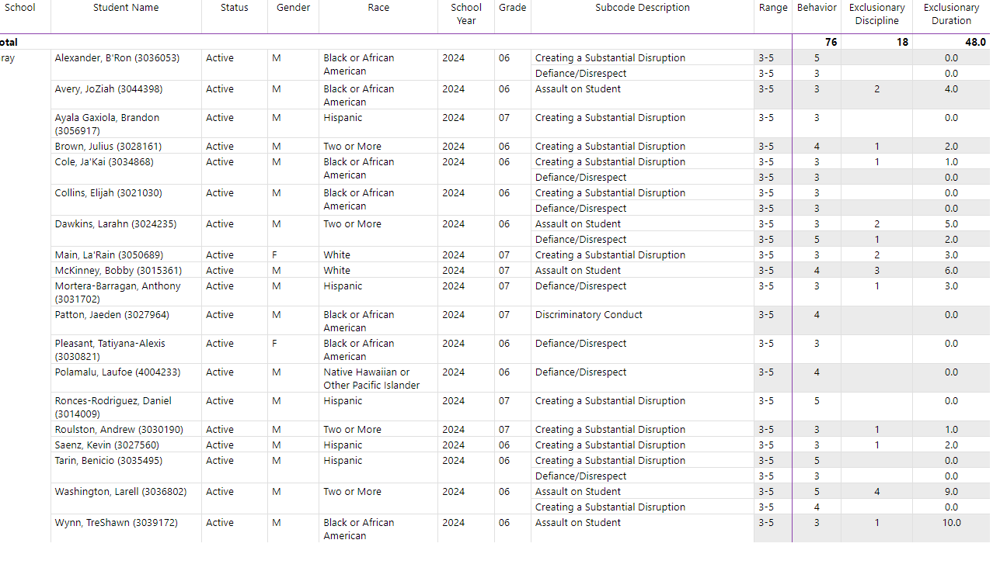 School Student Name Status Gender Race School Year Grade Subcode Description Range Behavior Exclusionary Discipline Exclusionary Duration
otal 76 18 48.0
ray Alexander, B'Ron (3036053) Active M Black or African American 2024 06 Creating a Substantial Disruption 3-5 5 0.0
Defiance/Disrespect 3-5 3 0.0
Avery, JoZiah (3044398) Active M Black or African American 2024 06 Assault on Student 3-5 3 2 4.0
Ayala Gaxiola, Brandon (3056917) Active M Hispanic 2024 07 Creating a Substantial Disruption 3-5 3 0.0
Brown, Julius (3028161) Active M Two or More 2024 06 Creating a Substantial Disruption 3-5 4 1 2.0
Cole, Ja'Kai (3034868) Active M Black or African American 2024 06 Creating a Substantial Disruption 3-5 3 1 1.0
Defiance/Disrespect 3-5 3 0.0
Collins, Elijah (3021030) Active M Black or African American 2024 06 Creating a Substantial Disruption 3-5 3 0.0
Defiance/Disrespect 3-5 3 0.0
Dawkins, Larahn (3024235) Active M Two or More 2024 06 Assault on Student 3-5 3 2 5.0
Defiance/Disrespect 3-5 5 1 2.0
Main, La'Rain (3050689) Active F White 2024 07 Creating a Substantial Disruption 3-5 3 2 3.0
McKinney, Bobby (3015361) Active M White 2024 07 Assault on Student 3-5 4 3 6.0
Mortera-Barragan, Anthony (3031702) Active M Hispanic 2024 07 Defiance/Disrespect 3-5 3 1 3.0
Patton, Jaeden (3027964) Active M Black or African American 2024 07 Discriminatory Conduct 3-5 4 0.0
Pleasant, Tatiyana-Alexis (3030821) Active F Black or African American 2024 06 Defiance/Disrespect 3-5 3 0.0
Polamalu, Laufoe (4004233) Active M Native Hawaiian or Other Pacific Islander 2024 06 Defiance/Disrespect 3-5 4 0.0
Ronces-Rodriguez, Daniel (3014009) Active M Hispanic 2024 07 Creating a Substantial Disruption 3-5 5 0.0
Roulston, Andrew (3030190) Active M Two or More 2024 07 Creating a Substantial Disruption 3-5 3 1 1.0
Saenz, Kevin (3027560) Active M Hispanic 2024 06 Creating a Substantial Disruption 3-5 3 1 2.0
Tarin, Benicio (3035495) Active M Hispanic 2024 06 Creating a Substantial Disruption 3-5 5 0.0
Defiance/Disrespect 3-5 3 0.0
Washington, Larell (3036802) Active M Two or More 2024 06 Assault on Student 3-5 5 4 9.0
Creating a Substantial Disruption 3-5 4 0.0
Wynn, TreShawn (3039172) Active M Black or African American 2024 06 Assault on Student 3-5 3 1 10.0